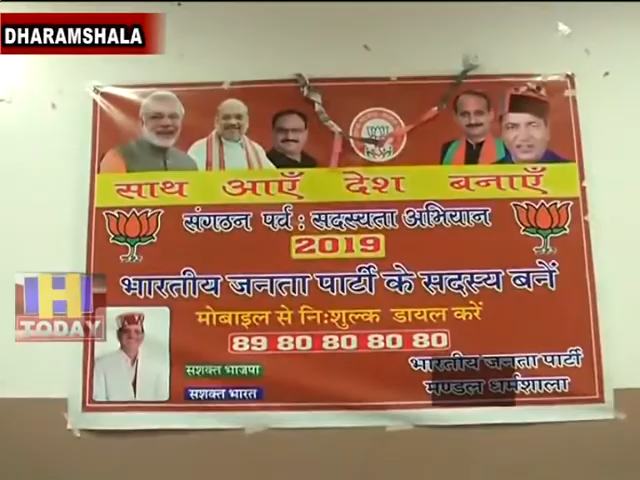 DHARAMSHALA
साथ आएँ देश बनाएँ
संगठन पर्व : सदस्यता अभियान
2019
भारतीय जनता पार्टी के सदस्य बनें
मोबाइल से निःशुल्क डायल करें
89 80 80 80 80
सशक्त भाजपा
सशक्त भारत
भारतीय जनता पार्टी
मण्डल धर्मशाला
HI
TODAY